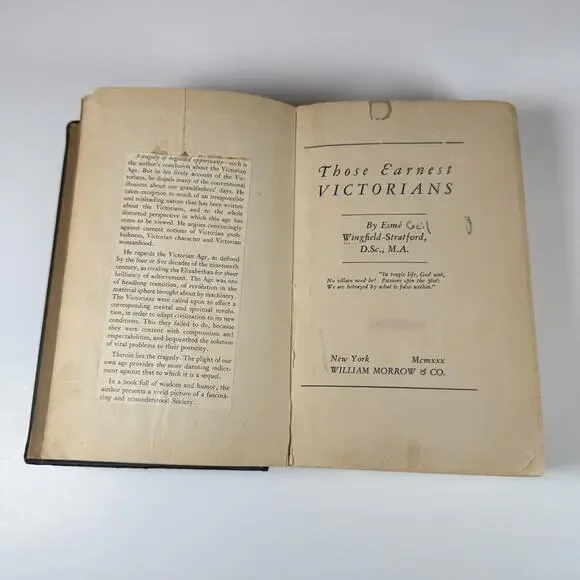 A tragedy of neglected opportunity—such is
the author's conclusion about the Victorian
Age. But in his lively accounts of the Vic-
torians, he dispels many of the conventional
illusions about our grandfathers' days. He
takes exception to much of an irresponsible
and misleading nature that has been written
about the Victorians, and to the whole
distorted perspective in which this age has
come to be viewed. He argues convincingly
against current notions of Victorian snob-
bishness, Victorian character and Victorian
womanhood.
He regards the Victorian Age, as defined
by the four or five decades of the nineteenth
century, as rivaling the Elizabethan for sheer
brilliancy of achievement. The Age was one
of headlong transition, of revolution in the
material sphere brought about by machinery.
The Victorians were called upon to effect a
corresponding mental and spiritual revolu-
tion, in order to adapt civilization to its new
conditions. This they failed to do, because
they were content with compromises and
respectabilities, and bequeathed the solution
of vital problems to their posterity.
Therein lies the tragedy. The plight of our
own age provides the most damning indict-
ment against that to which it is a sequel.
In a book full of wisdom and humor, the
author presents a vivid picture of a fascinat-
ing and misunderstood Society.
Those Earnest
VICTORIANS
By Esmé Cecil
Wingfield-Stratford,
D.Sc., M.A.
"In tragic life, God wot,
No villain need be! Passions spin the plot:
We are betrayed by what is false within."
New York Mcmxxx
WILLIAM MORROW & CO.